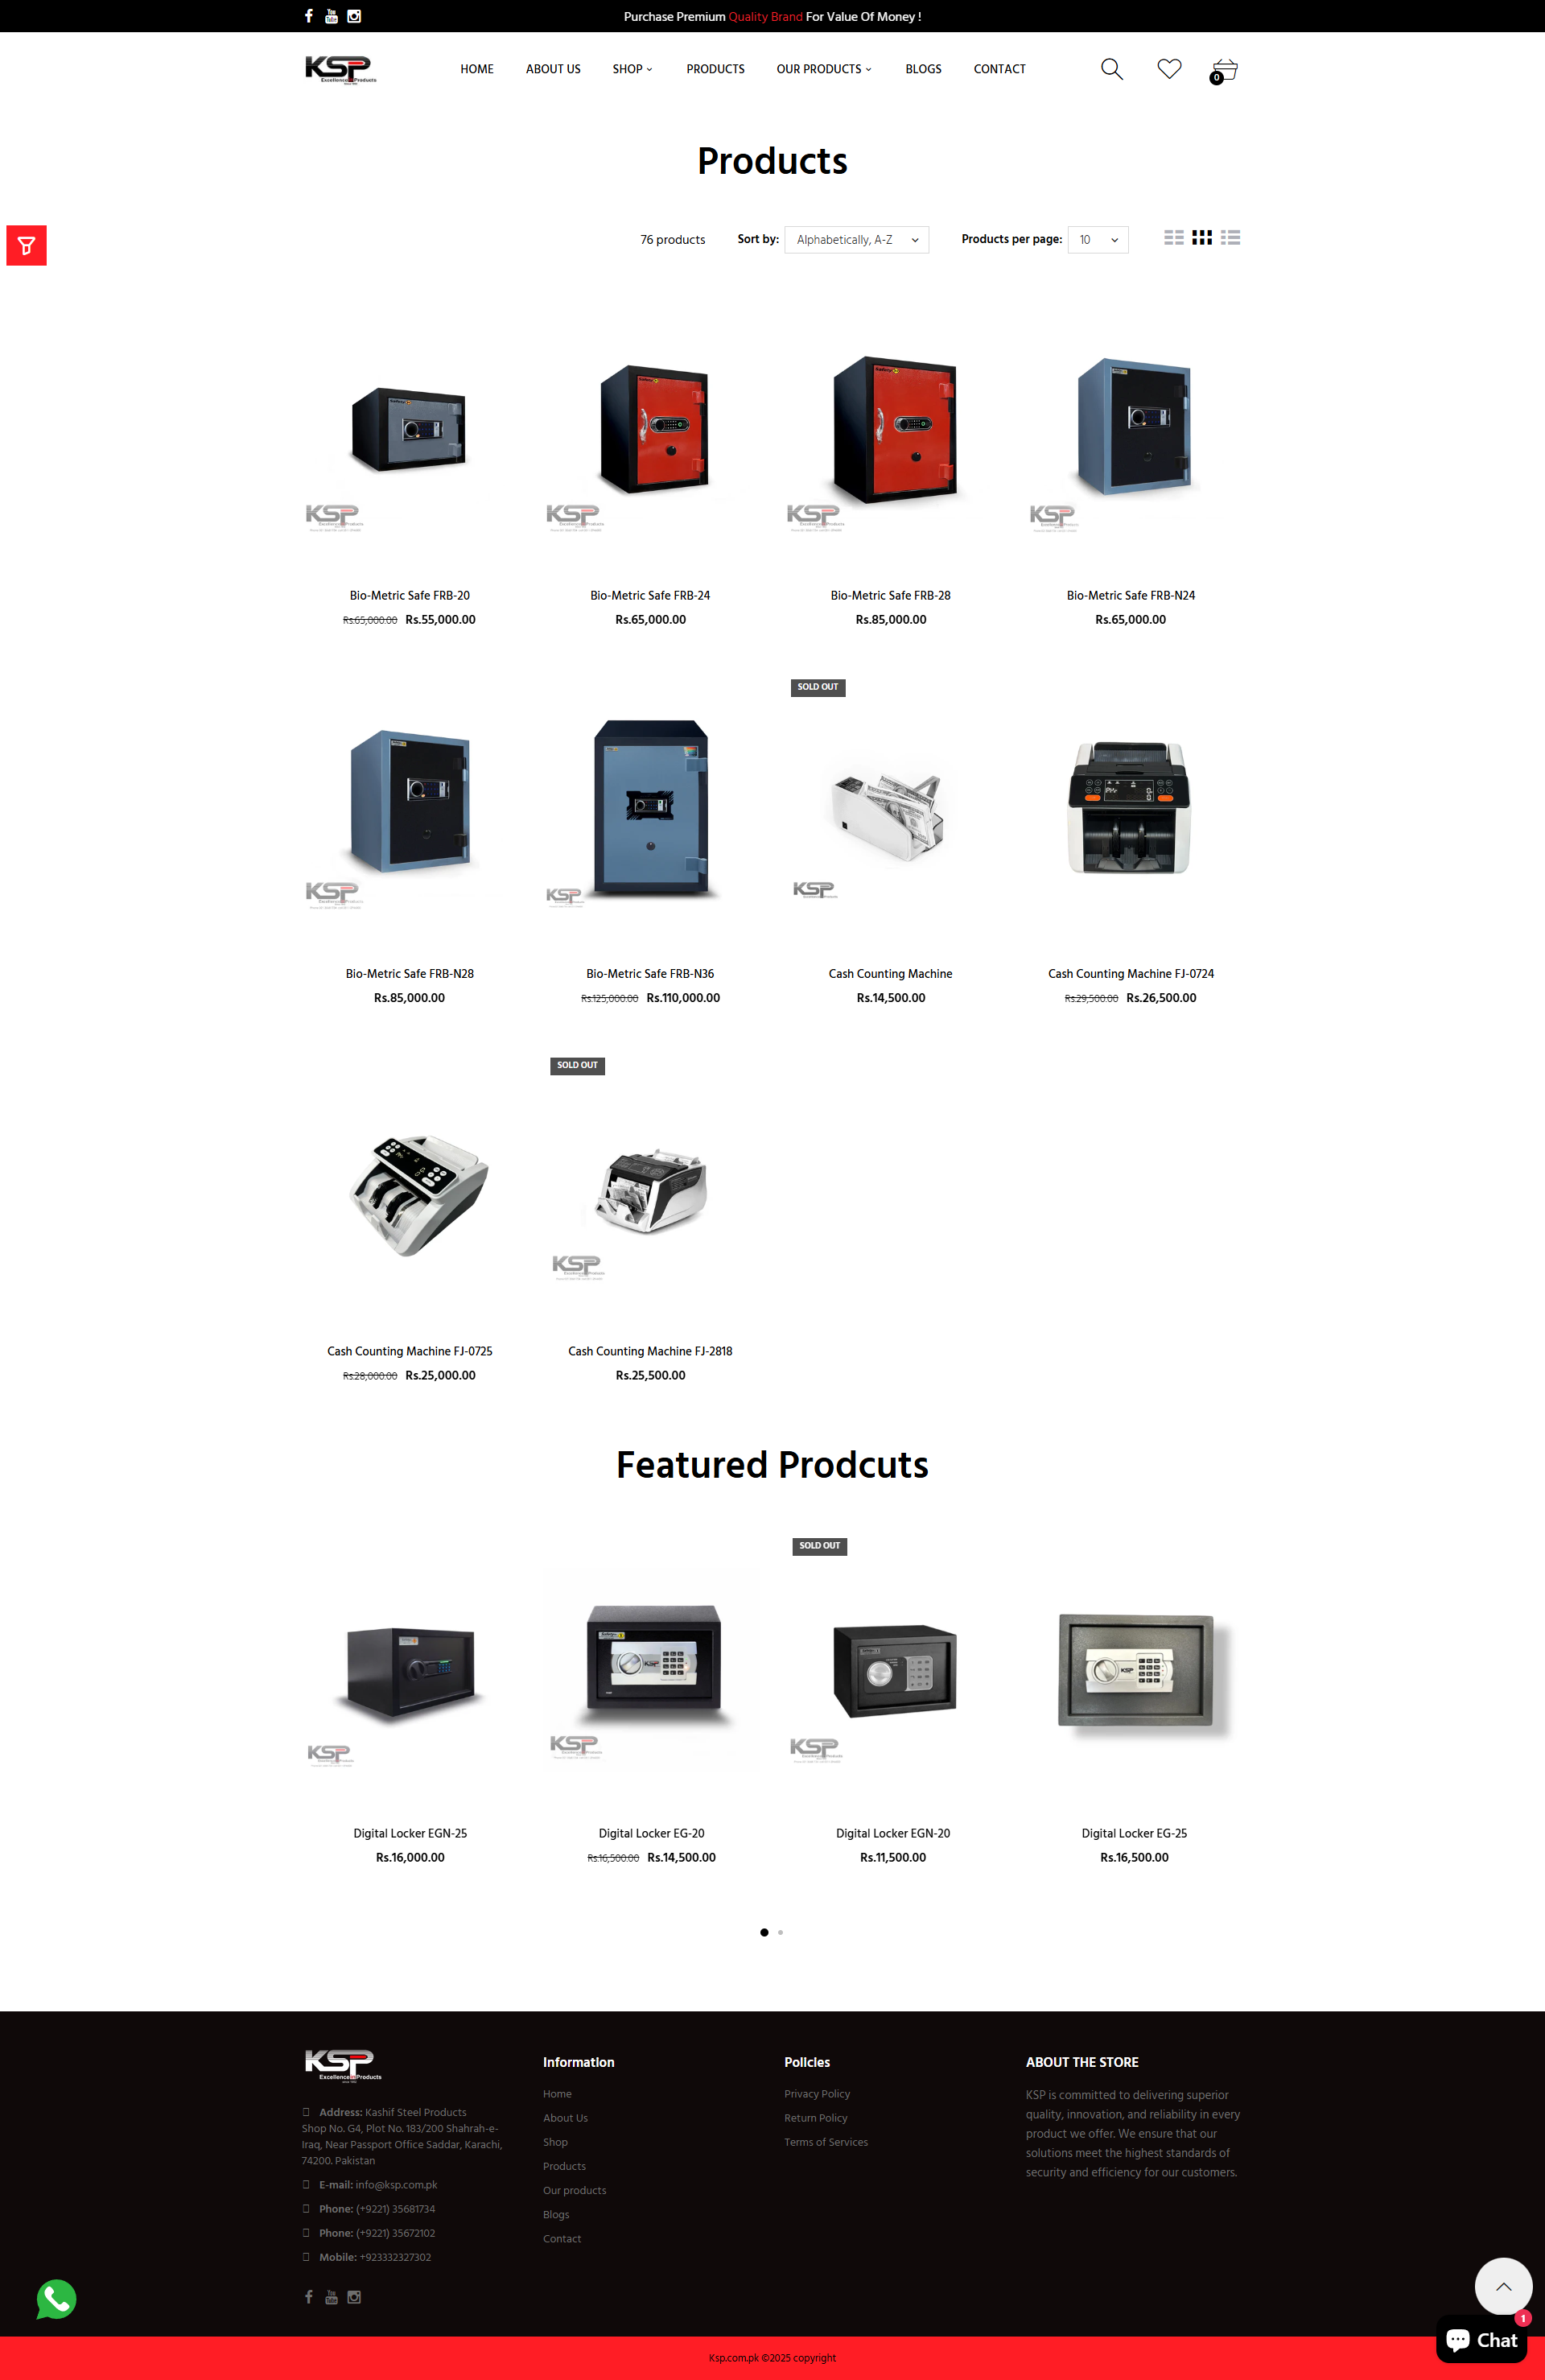 Purchase Premium Quality Brand For Value Of Money !
KSP
Excellence Products
HOME
ABOUT US
SHOP
PRODUCTS
OUR PRODUCTS
BLOGS
CONTACT
0
Products
76 products
Sort by:
Alphabetically, A-Z
Products per page:
10
KSP
KSP
KSP
KSP
Bio-Metric Safe FRB-20
Rs.65,000.00 Rs.55,000.00
Bio-Metric Safe FRB-24
Rs.65,000.00
Bio-Metric Safe FRB-28
Rs.85,000.00
Bio-Metric Safe FRB-N24
Rs.65,000.00
SOLD OUT
KSP
KSP
KSP
Bio-Metric Safe FRB-N28
Rs.85,000.00
Bio-Metric Safe FRB-N36
Rs.125,000.00 Rs.110,000.00
Cash Counting Machine
Rs.14,500.00
Cash Counting Machine FJ-0724
Rs.29,500.00 Rs.26,500.00
SOLD OUT
KSP
Cash Counting Machine FJ-0725
Rs.28,000.00 Rs.25,000.00
Cash Counting Machine FJ-2818
Rs.25,500.00
Featured Prodcuts
SOLD OUT
KSP
KSP
KSP
Digital Locker EGN-25
Rs.16,000.00
Digital Locker EG-20
Rs.16,500.00 Rs.14,500.00
Digital Locker EGN-20
Rs.11,500.00
Digital Locker EG-25
Rs.16,500.00
KSP
Excellence Products
Address: Kashif Steel Products
Shop No. G4, Plot No. 183/200 Shahrah-e-
Iraq, Near Passport Office Saddar, Karachi,
74200. Pakistan
E-mail: info@ksp.com.pk
Phone: (+9221) 35681734
Phone: (+9221) 35672102
Mobile: +923332327302
Information
Home
About Us
Shop
Products
Our products
Blogs
Contact
Policies
Privacy Policy
Return Policy
Terms of Services
ABOUT THE STORE
KSP is committed to delivering superior
quality, innovation, and reliability in every
product we offer. We ensure that our
solutions meet the highest standards of
security and efficiency for our customers.
1
Chat
Ksp.com.pk ©2025 copyright